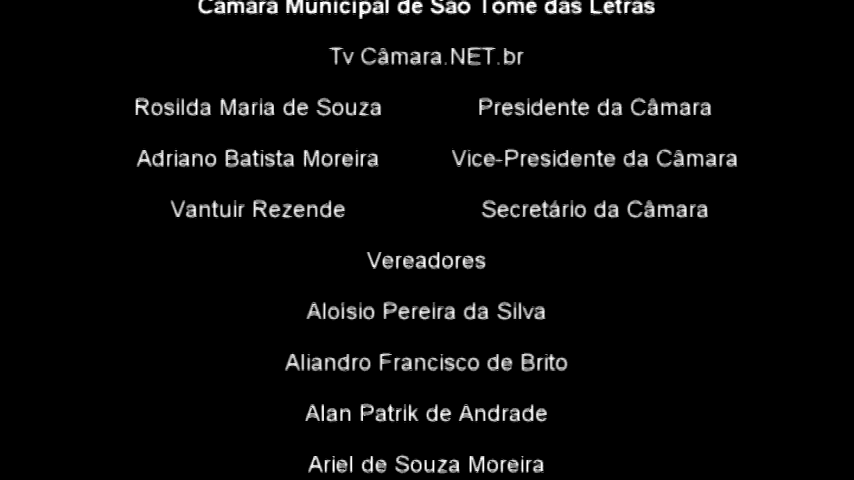 Câmara Municipal de São Tomé das Letras
Tv Câmara.NET.br
Rosilda Maria de Souza Presidente da Câmara
Adriano Batista Moreira Vice-Presidente da Câmara
Vantuir Rezende Secretário da Câmara
Vereadores
Aloisio Pereira da Silva
Aliandro Francisco de Brito
Alan Patrik de Andrade
Ariel de Souza Moreira